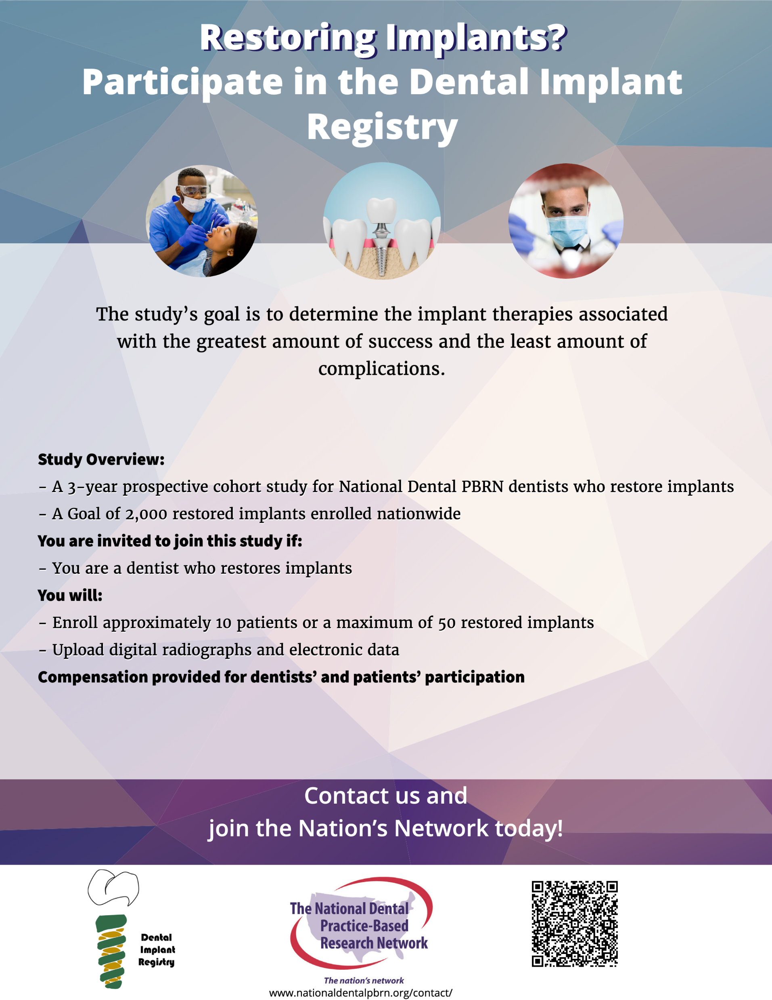 Restoring Implants?
Participate in the Dental Implant
Registry
The study’s goal is to determine the implant therapies associated
with the greatest amount of success and the least amount of
complications.
Study Overview:
- A 3-year prospective cohort study for National Dental PBRN dentists who restore implants
- A Goal of 2,000 restored implants enrolled nationwide
You are invited to join this study if:
- You are a dentist who restores implants
You will:
- Enroll approximately 10 patients or a maximum of 50 restored implants
- Upload digital radiographs and electronic data
Compensation provided for dentists’ and patients’ participation
Contact us and
join the Nation’s Network today!
Dental
Implant
Registry
The National Dental
Practice-Based
Research Network
The nation’s network
www.nationaldentalpbrn.org/contact/